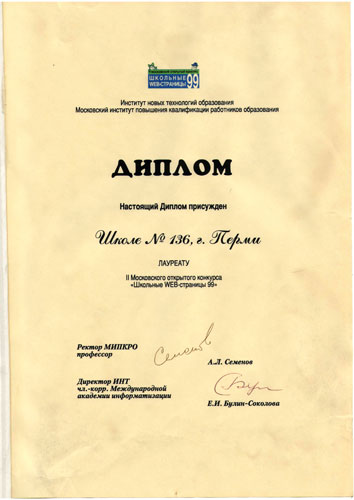 ШКОЛЬНЫЕ
WEB-СТРАНИЦЫ 99
Институт новых технологий образования
Московский институт повышения квалификации работников образования
ДИПЛОМ
Настоящий Диплом присужден
Школе № 136, г. Перми
ЛАУРЕАТУ
II Московского открытого конкурса
«Школьные WEB-страницы 99»
Ректор МИПКРО
профессор
А.Л. Семенов
Директор ИНТ
чл.-корр. Международной
академии информатизации
Е.И. Булин-Соколова